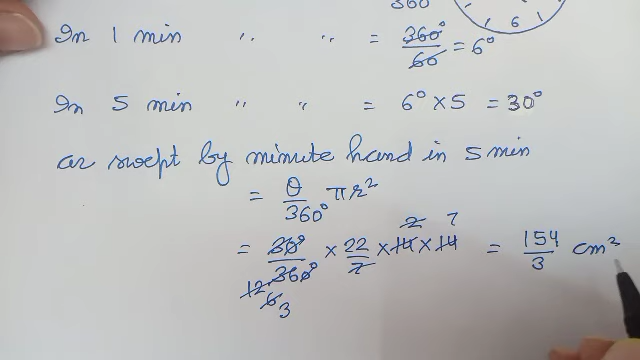 360
6
In 1 min " " = 360°/60 = 6°
In 5 min " " = 6° × 5 = 30°
ar swept by minute hand in 5 min
= θ/360° πr²
2 7
= 30°/360° × 22/7 × 14 × 14 = 154/3 cm²
12
6 3